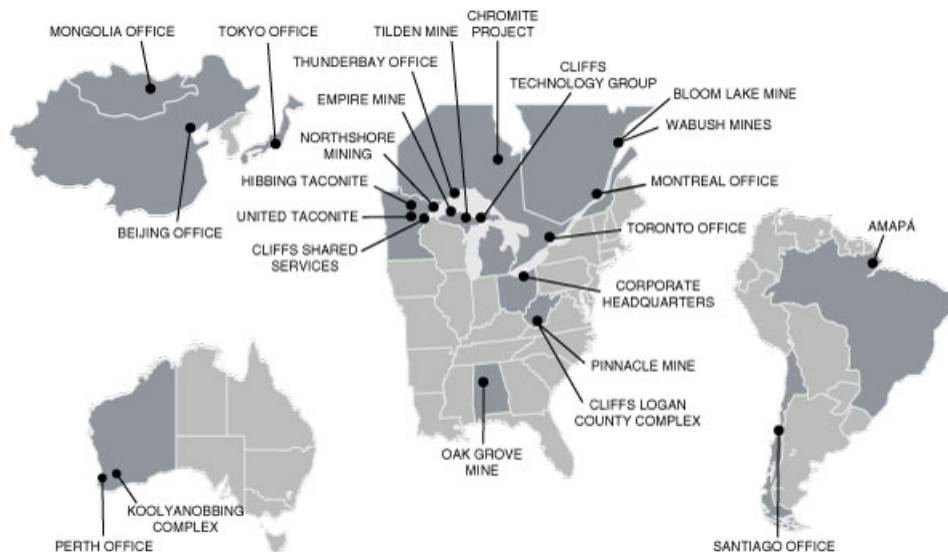 MONGOLIA OFFICE
TOKYO OFFICE
TILDEN MINE
CHROMITE
PROJECT
THUNDERBAY OFFICE
CLIFFS
TECHNOLOGY GROUP
EMPIRE MINE
BLOOM LAKE MINE
NORTHSHORE
MINING
WABUSH MINES
HIBBING TACONITE
MONTREAL OFFICE
UNITED TACONITE
BEIJING OFFICE
CLIFFS SHARED
SERVICES
TORONTO OFFICE
AMAPÁ
CORPORATE
HEADQUARTERS
PINNACLE MINE
CLIFFS LOGAN
COUNTY COMPLEX
OAK GROVE
MINE
KOOLYANOBBING
COMPLEX
PERTH OFFICE
SANTIAGO OFFICE